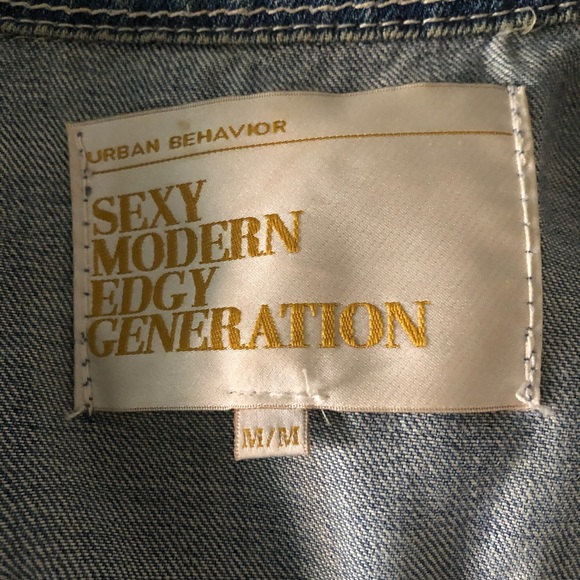 URBAN BEHAVIOR
SEXY
MODERN
EDGY
GENERATION
M/M